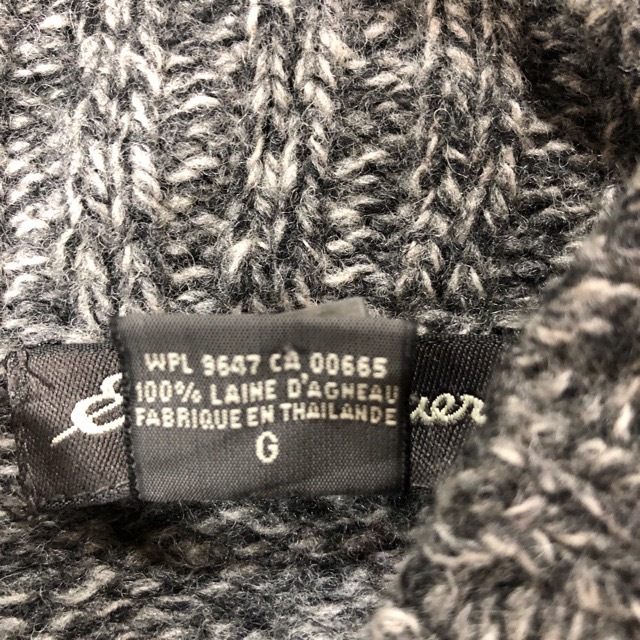 WPL 9647 CA 00665
100% LAINE D'AGNEAU
FABRIQUE EN THAILANDE
G